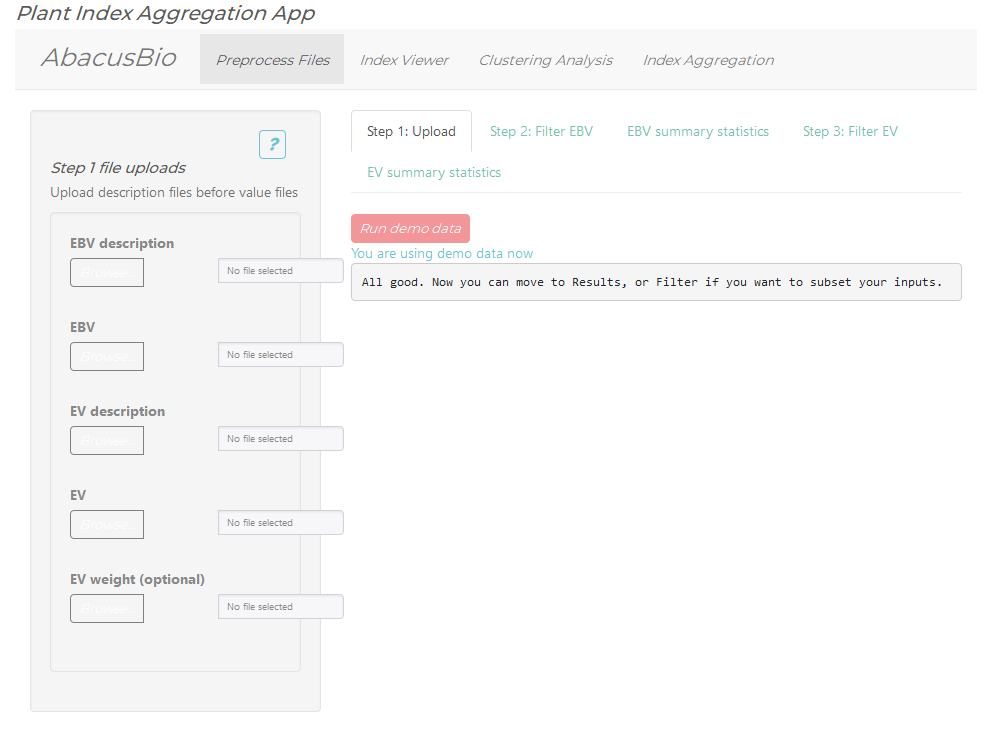 Plant Index Aggregation App
AbacusBio Preprocess Files Index Viewer Clustering Analysis Index Aggregation
?
Step 1 file uploads
Upload description files before value files
EBV description
Browse... No file selected
EBV
Browse... No file selected
EV description
Browse... No file selected
EV
Browse... No file selected
EV weight (optional)
Browse... No file selected
Step 1: Upload Step 2: Filter EBV EBV summary statistics Step 3: Filter EV
EV summary statistics
Run demo data
You are using demo data now
All good. Now you can move to Results, or Filter if you want to subset your inputs.